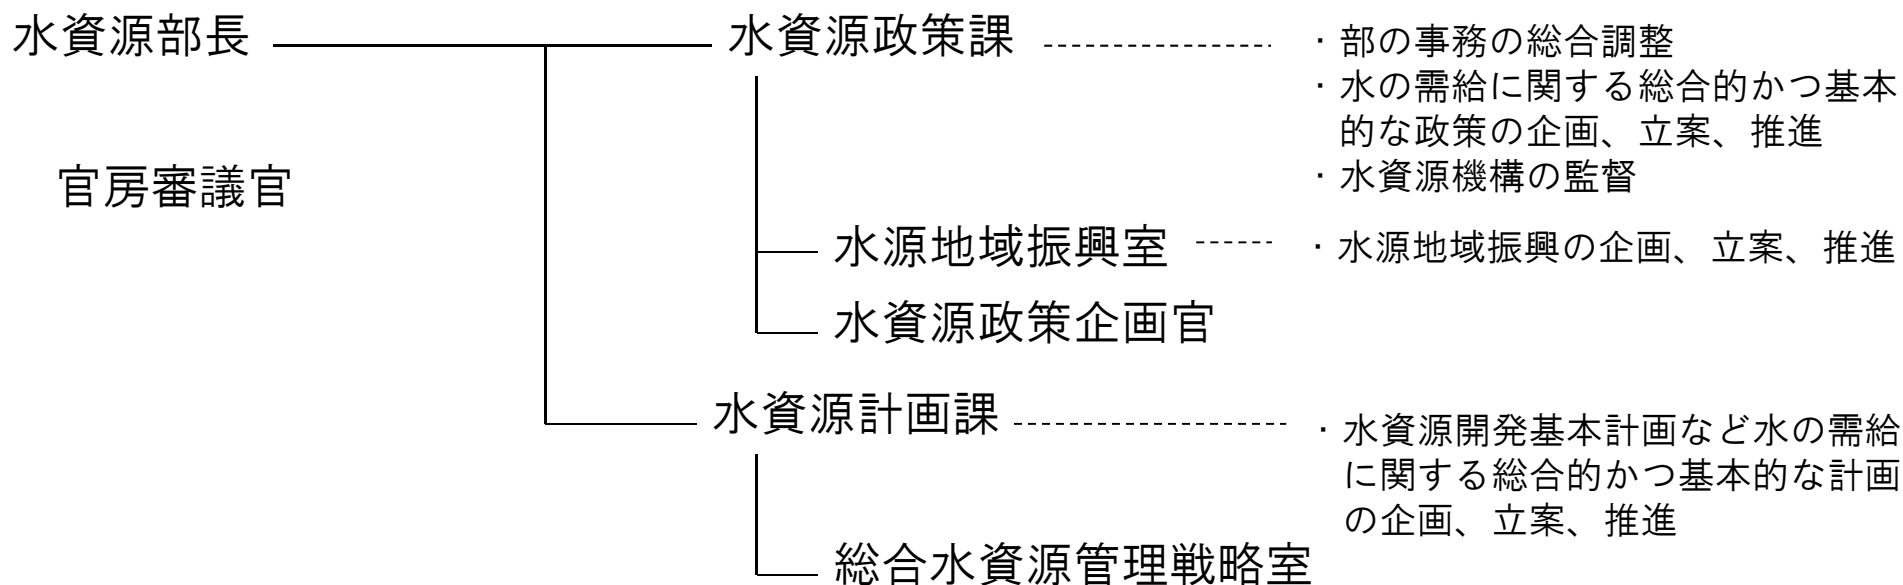 水資源部長
水資源政策課
・部の事務の総合調整
・水の需給に関する総合的かつ基本
的な政策の企画、立案、推進
・水資源機構の監督
官房審議官
水源地域振興室
・水源地域振興の企画、立案、推進
水資源政策企画官
水資源計画課
・水資源開発基本計画など水の需給
に関する総合的かつ基本的な計画
の企画、立案、推進
総合水資源管理戦略室